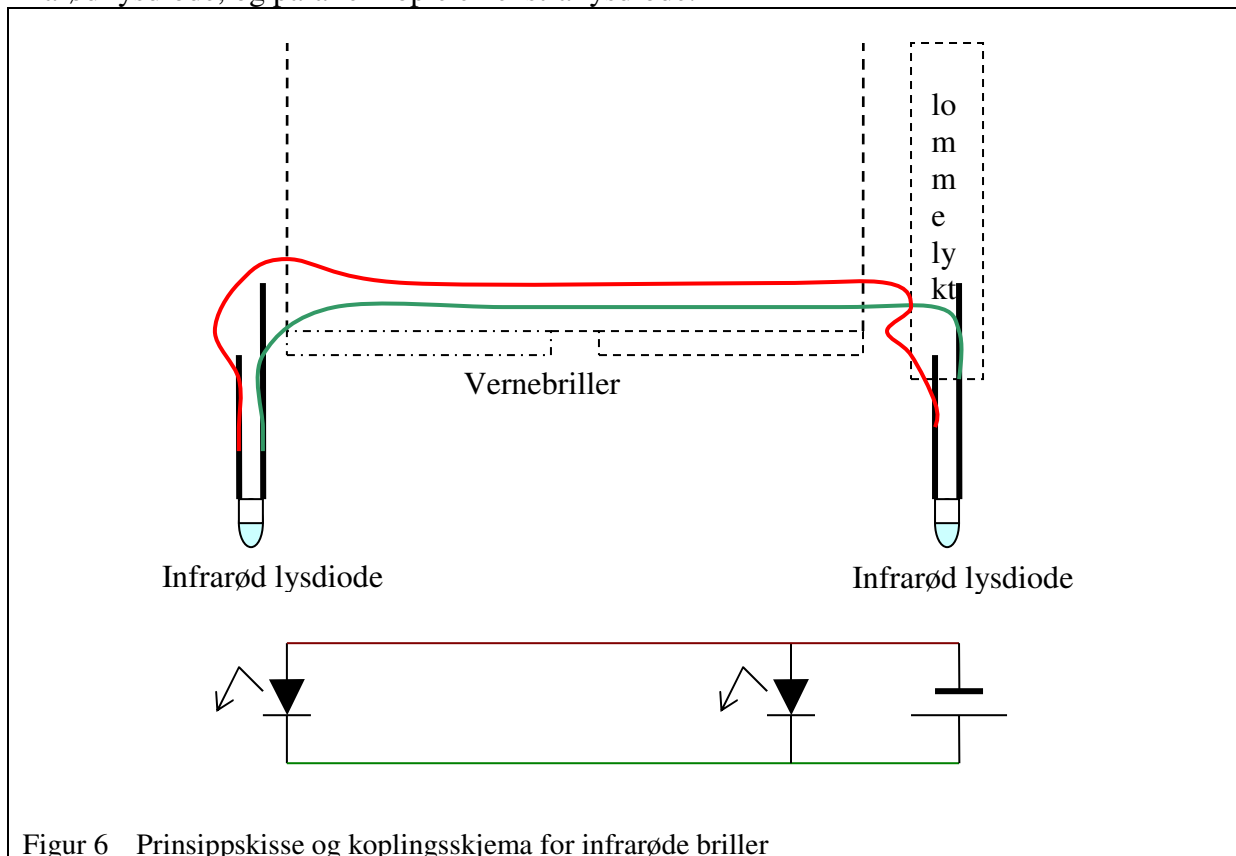 lo
m
m
e
ly
kt
Vernebriller
Infrarød lysdiode
Infrarød lysdiode
Figur 6 Prinsippskisse og koplingsskjema for infrarøde briller